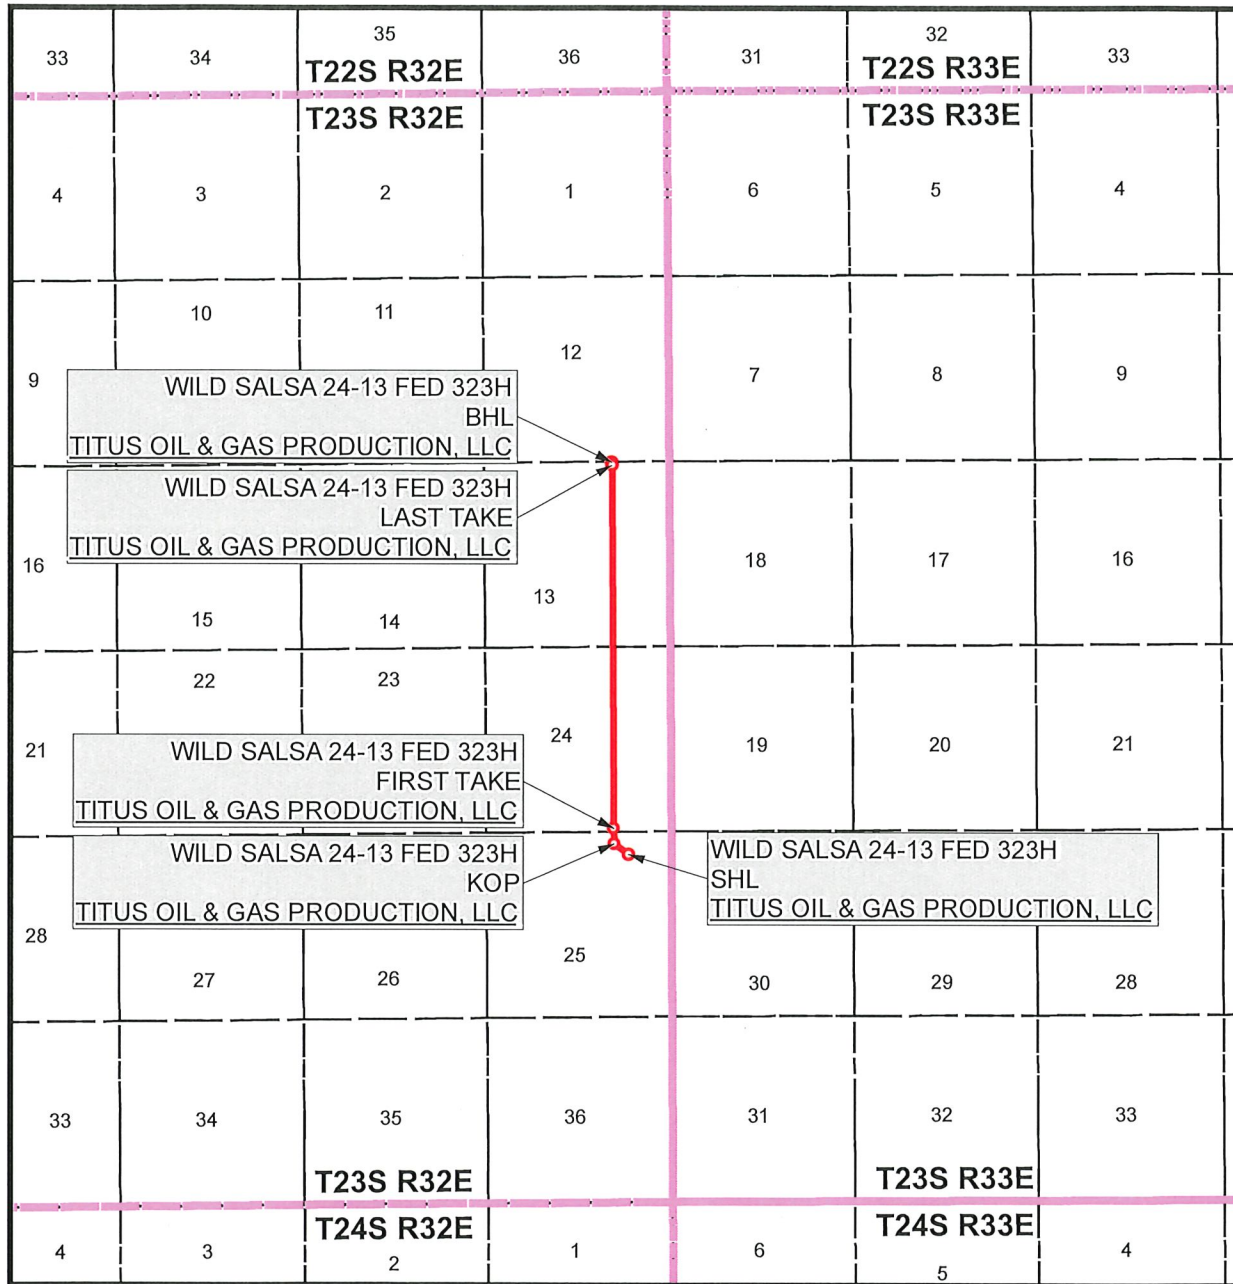 33 34 35 36 31 32 33
T22S R32E T22S R33E
T23S R32E T23S R33E
4 3 2 1 6 5 4
10 11 12
9 7 8 9
WILD SALSA 24-13 FED 323H
BHL
TITUS OIL & GAS PRODUCTION, LLC
WILD SALSA 24-13 FED 323H
LAST TAKE
TITUS OIL & GAS PRODUCTION, LLC
16 18 17 16
15 14 13
22 23 24
21 19 20 21
WILD SALSA 24-13 FED 323H
FIRST TAKE
TITUS OIL & GAS PRODUCTION, LLC
WILD SALSA 24-13 FED 323H
KOP
TITUS OIL & GAS PRODUCTION, LLC
WILD SALSA 24-13 FED 323H
SHL
TITUS OIL & GAS PRODUCTION, LLC
28 25
27 26 30 29 28
33 34 35 36 31 32 33
T23S R32E T23S R33E
T24S R32E T24S R33E
4 3 2 1 6 5 4